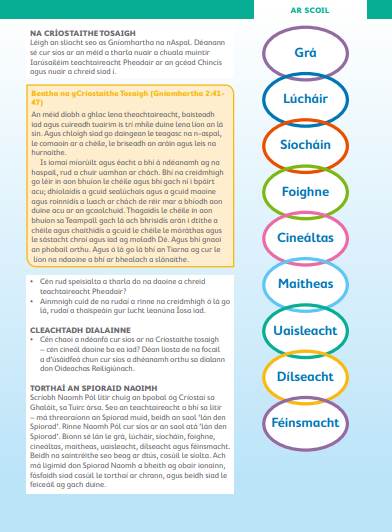 AR SCOIL
NA CRÍOSTAITHE TOSAIGH
Léigh an sliocht seo as Gníomhartha na nAspal. Déanann
sé cur síos ar an méid a tharla nuair a chuala muintir
Iarúsailéim teachtaireacht Pheadair ar an gcéad Chincís
agus nuair a chreid siad í.
Beatha na gCríostaithe Tosaigh (Gníomhartha 2:41-
47)
An méid díobh a ghlac lena theachtaireacht, baisteadh
iad agus cuireadh tuairim is trí mhíle duine lena líon an lá
sin. Agus chloígh siad go daingean le teagasc na n-aspal,
le comaoin ar a chéile, le briseadh an aráin agus leis na
hurnaithe.
Is iomaí míorúilt agus éacht a bhí á ndéanamh ag na
haspail, rud a chuir uamhan ar chách. Bhí na creidmhigh
go léir in aon bhuíon le chéile agus bhí gach ní i bpáirt
acu; dhíolaidís a gcuid sealúchais agus a gcuid maoine
agus roinnidís a luach ar chách de réir mar a bhíodh aon
duine acu ar an gcaolchuid. Thagaidís le chéile in aon
bhuíon sa Teampall gach lá ach bhrisidís arán i dtithe a
chéile agus chaithidís a gcuid le chéile le móráthas agus
le sástacht chroí agus iad ag moladh Dé. Agus bhí gnaoi
an phobail orthu. Agus ó lá go lá bhí an Tiarna ag cur le
líon na ndaoine a bhí ar bhealach a slánaithe.
• Cén rud speisialta a tharla do na daoine a chreid
teachtaireacht Pheadair?
• Ainmnigh cuid de na rudaí a rinne na creidmhigh ó lá go
lá, rudaí a thaispeáin gur lucht leanúna Íosa iad.
CLEACHTADH DIALAINNE
• Cén chaoi a ndéanfá cur síos ar na Críostaithe tosaigh
– cén cineál daoine ba ea iad? Déan liosta de na focail
a d'úsáidfeá chun cur síos a dhéanamh orthu sa dialann
don Oideachas Reiligiúnach.
TORTHAÍ AN SPIORAID NAOIMH
Scríobh Naomh Pól litir chuig an bpobal óg Críostaí sa
Ghaláit, sa Tuirc ársa. Seo an teachtaireacht a bhí sa litir
– má threoraíonn an Spiorad muid, beidh an saol 'lán den
Spiorad'. Rinne Naomh Pól cur síos ar an saol atá 'lán den
Spiorad'. Bíonn sé lán le grá, lúcháir, síocháin, foighne,
cineáltas, maitheas, uaisleacht, dílseacht agus féinsmacht.
Beidh na saintréithe seo beag ar dtús, cosúil le síolta. Ach
má ligimid don Spiorad Naomh a bheith ag obair ionainn,
fásfaidh siad cosúil le torthaí ar chrann, agus beidh siad le
feiceáil ag gach duine.
Grá
Lúcháir
Síocháin
Foighne
Cineáltas
Maitheas
Uaisleacht
Dílseacht
Féinsmacht